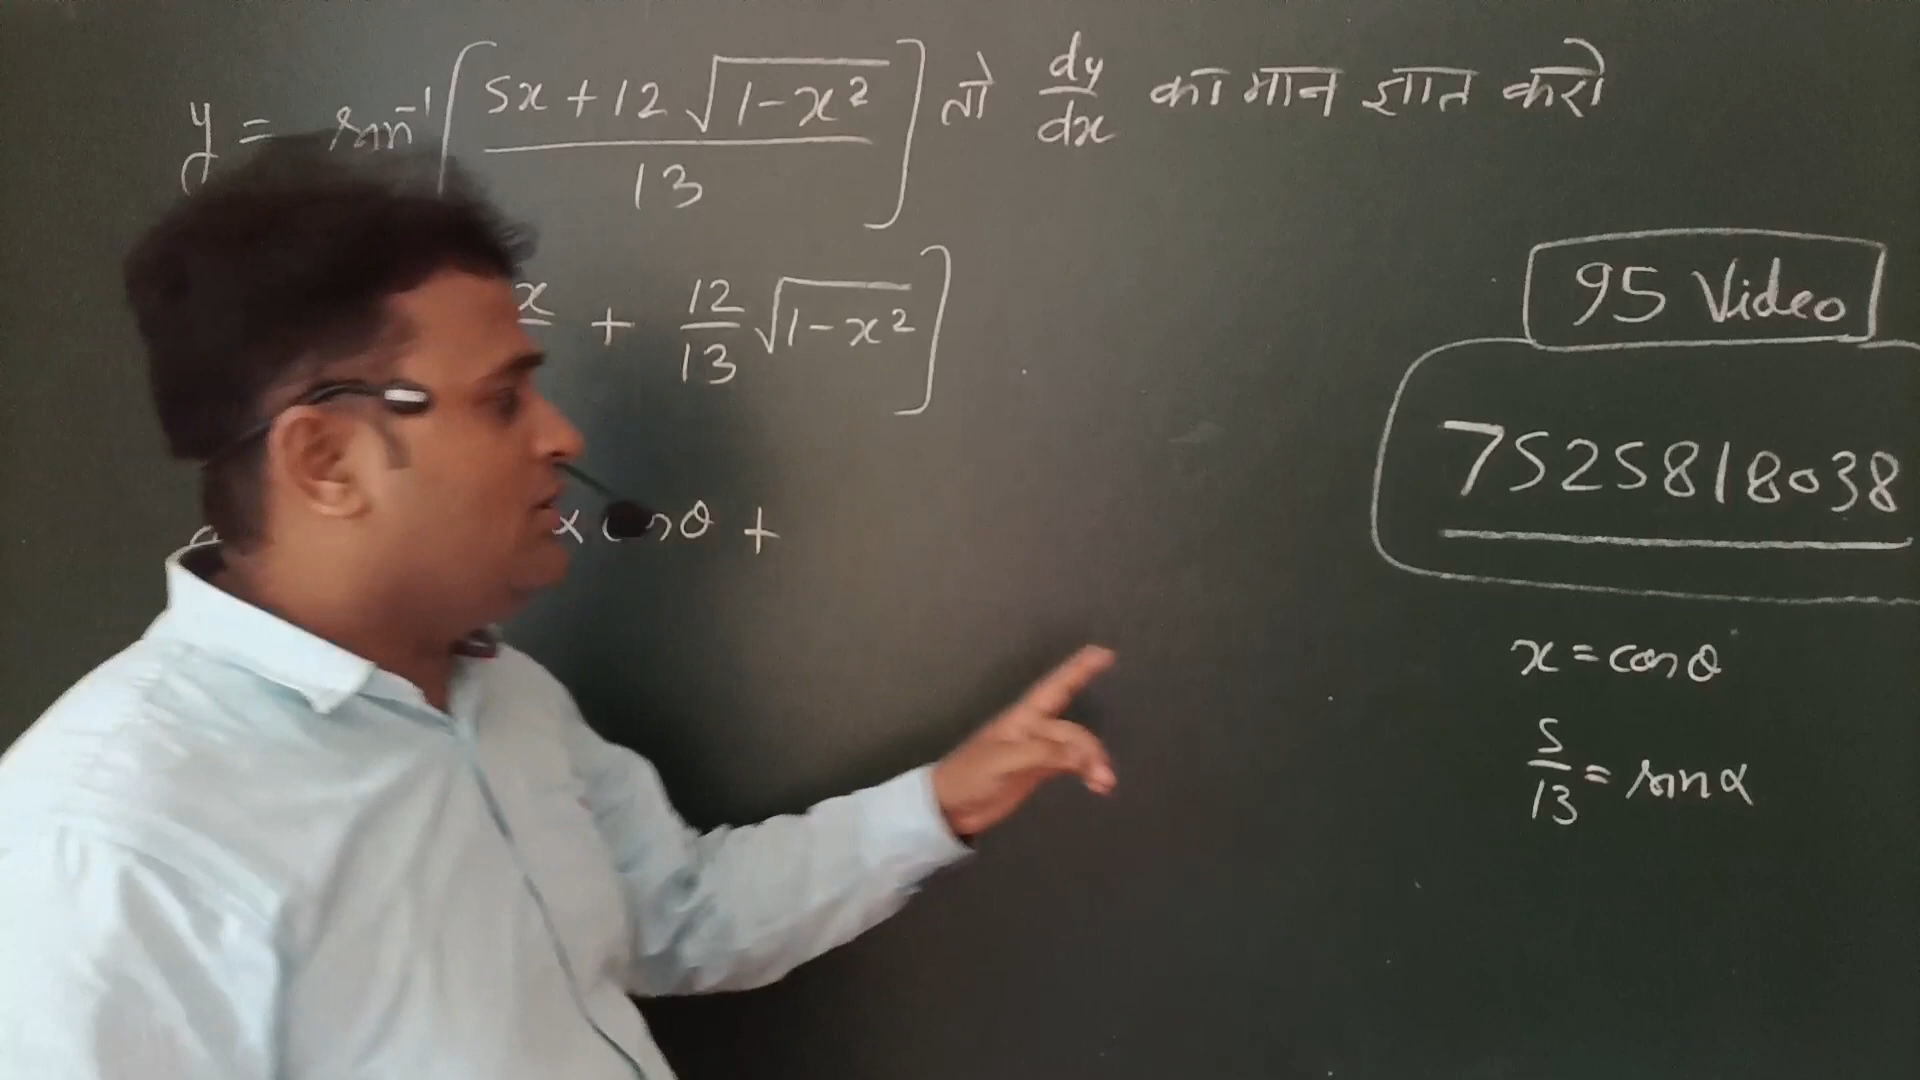 y = sin⁻¹[(5x + 12√(1-x²))/13] तो dy/dx का मान ज्ञात करो
x + 12/13 √(1-x²)]
95 Video
7525818038
α cos θ +
x = cos θ
5/13 = sin α